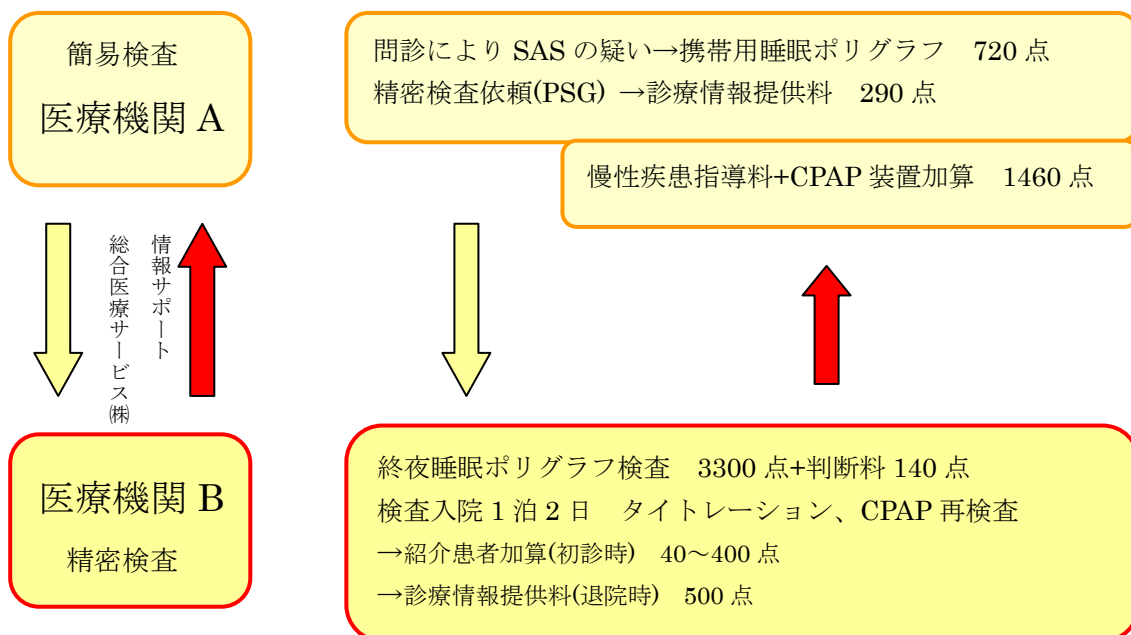 簡易検査
医療機関 A
問診により SAS の疑い→携帯用睡眠ポリグラフ　720 点
精密検査依頼(PSG) →診療情報提供料　290 点
慢性疾患指導料+CPAP 装置加算　1460 点
情報サポート
総合医療サービス㈱
医療機関 B
精密検査
終夜睡眠ポリグラフ検査　3300 点+判断料 140 点
検査入院 1 泊 2 日　タイトレーション、CPAP 再検査
→紹介患者加算(初診時)　40～400 点
→診療情報提供料(退院時)　500 点